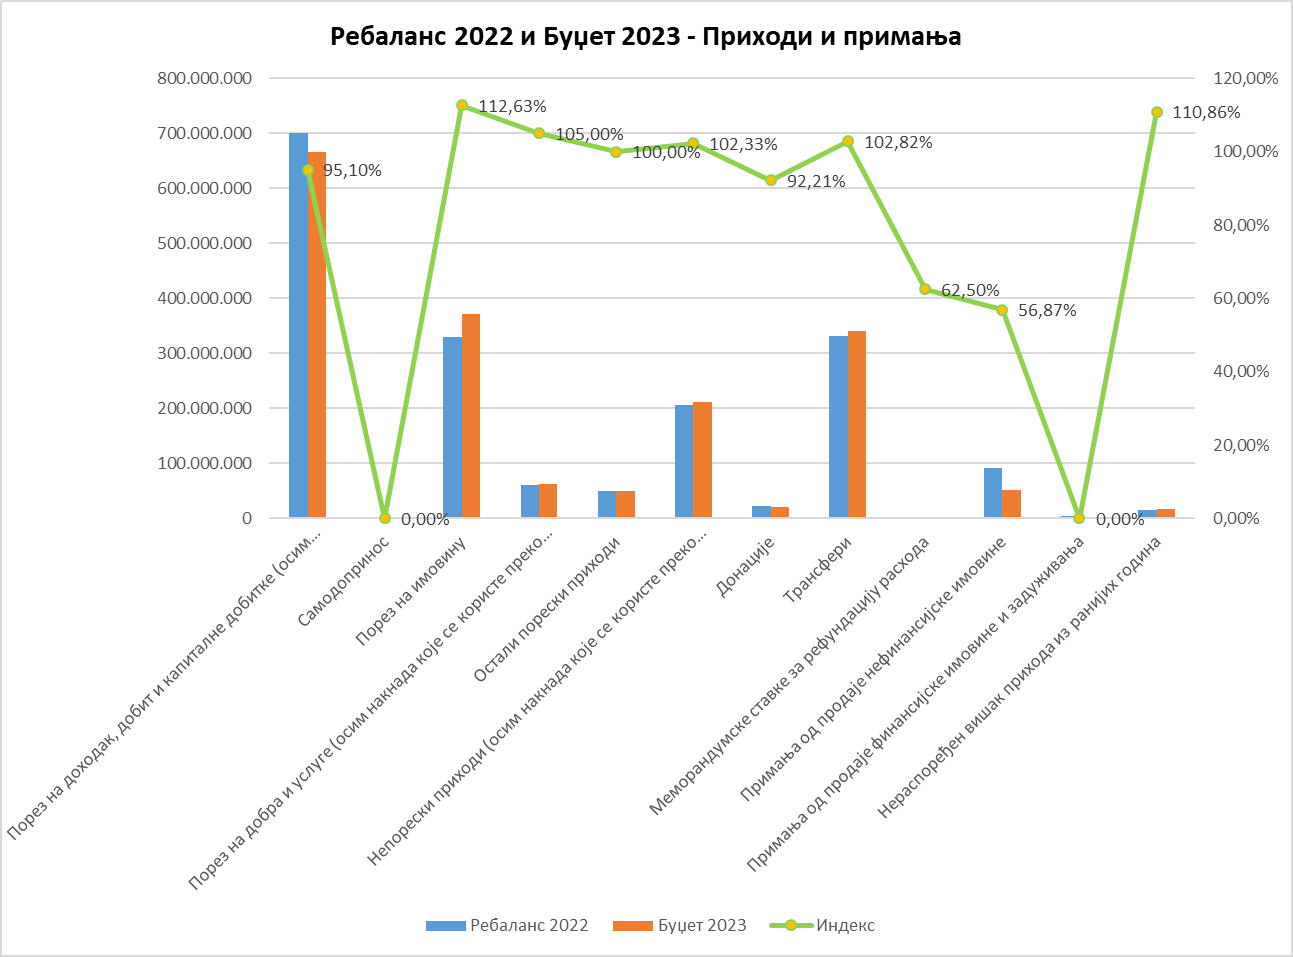 Ребаланс 2022 и Буџет 2023 - Приходи и примања
800.000.000
700.000.000
600.000.000
500.000.000
400.000.000
300.000.000
200.000.000
100.000.000
0
120,00%
100,00%
80,00%
60,00%
40,00%
20,00%
0,00%
95,10%
0,00%
112,63%
105,00%
100,00%
102,33%
92,21%
102,82%
62,50%
56,87%
0,00%
110,86%
Порез на доходак, добит и капиталне добитке (осим…
Самодопринос
Порез на имовину
Порез на добра и услуге (осим накнада које се користе преко…
Остали порески приходи
Непорески приходи (осим накнада које се користе преко…
Донације
Трансфери
Меморандумске ставке за рефундацију расхода
Примања од продаје нефинансијске имовине
Примања од продаје финансијске имовине и задуживања
Нераспоређен вишак прихода из ранијих година
Ребаланс 2022
Буџет 2023
Индекс